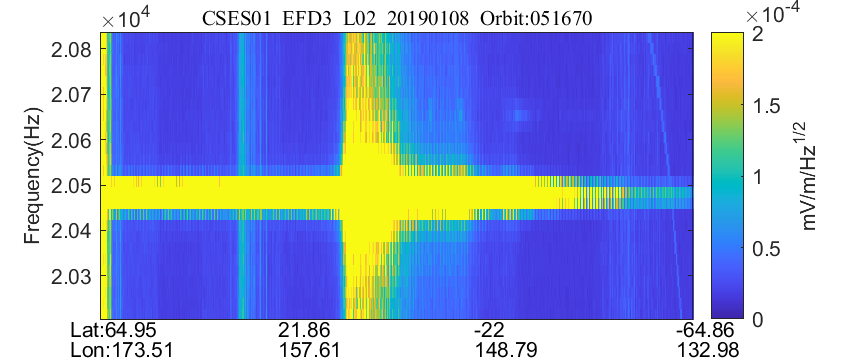 ×10⁴ CSES01 EFD3 L02 20190108 Orbit:051670 ×10⁻⁴
2.08
2.07
2.06
2.05
2.04
2.03
Frequency(Hz)
2
1.5
1
0.5
0
mV/m/Hz^1/2
Lat:64.95 21.86 -22 -64.86
Lon:173.51 157.61 148.79 132.98